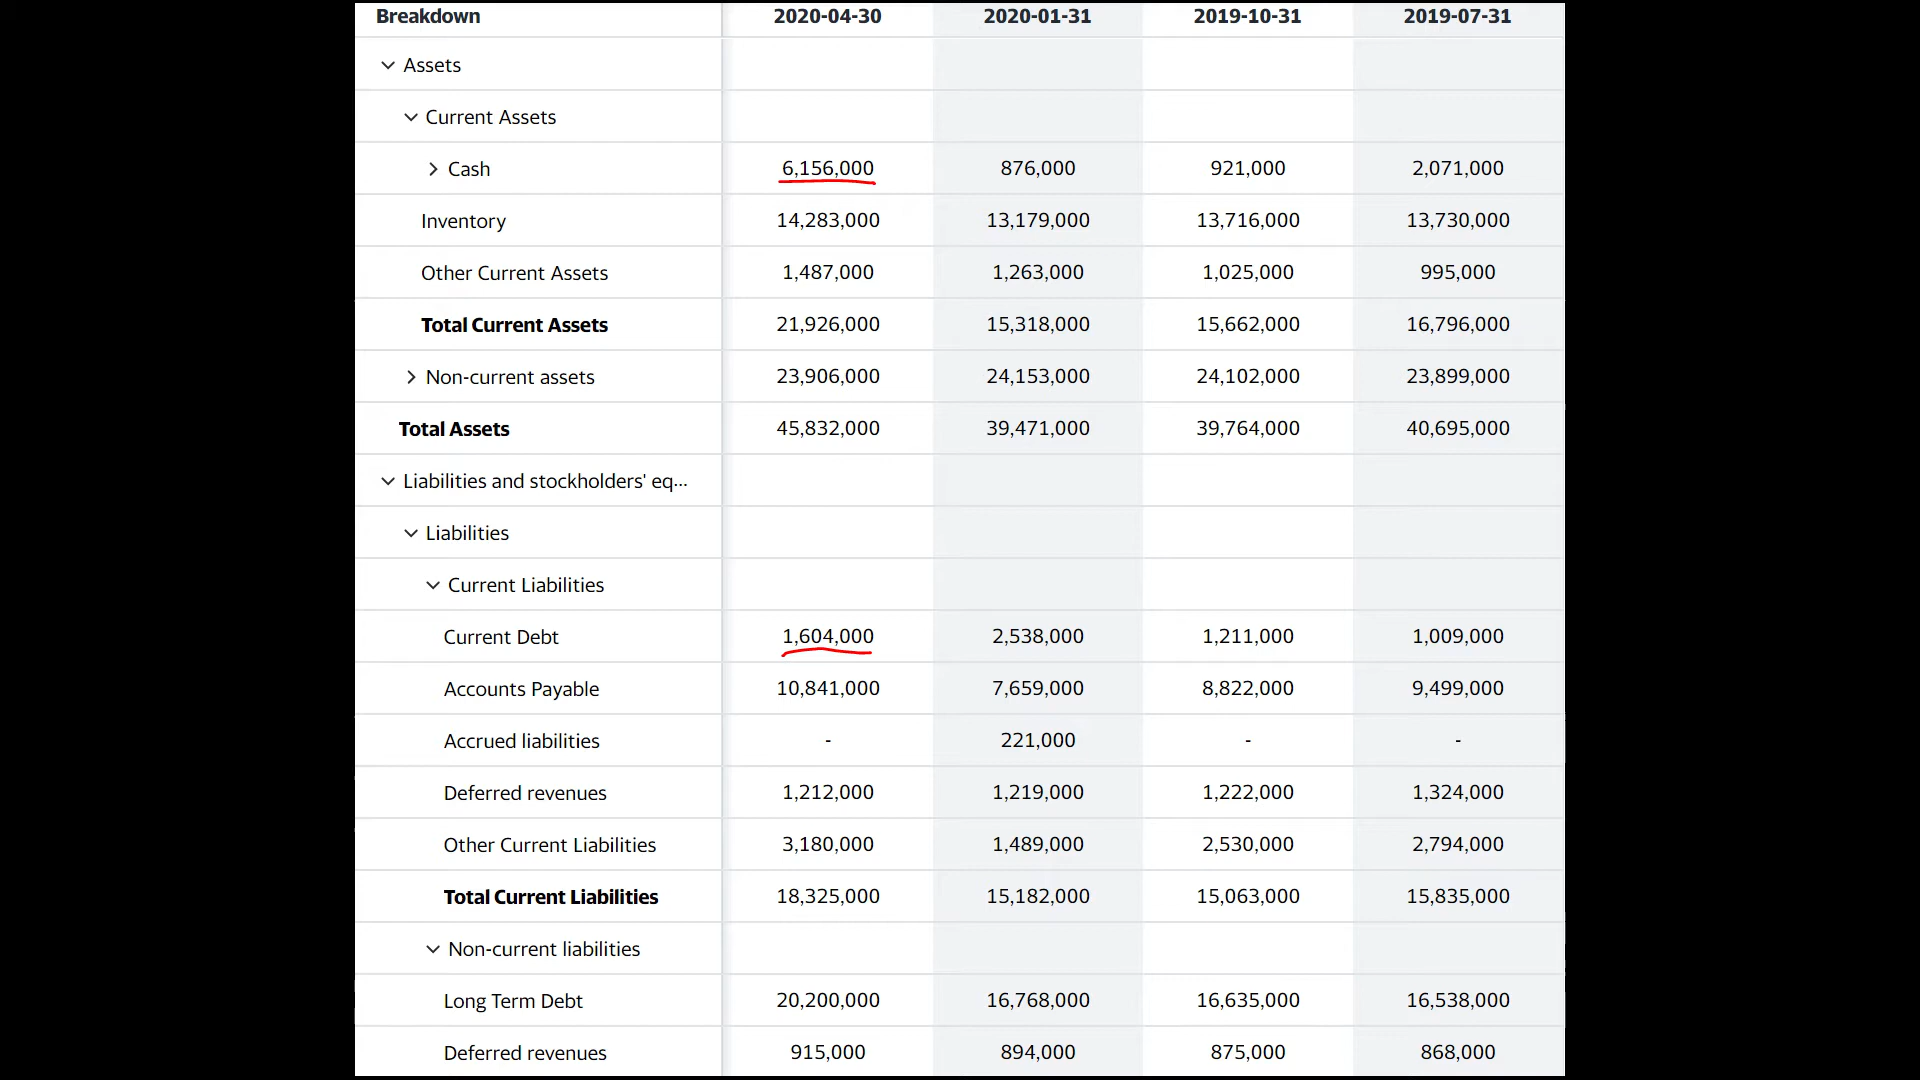 Breakdown 2020-04-30 2020-01-31 2019-10-31 2019-07-31
Assets
Current Assets
Cash 6,156,000 876,000 921,000 2,071,000
Inventory 14,283,000 13,179,000 13,716,000 13,730,000
Other Current Assets 1,487,000 1,263,000 1,025,000 995,000
Total Current Assets 21,926,000 15,318,000 15,662,000 16,796,000
Non-current assets 23,906,000 24,153,000 24,102,000 23,899,000
Total Assets 45,832,000 39,471,000 39,764,000 40,695,000
Liabilities and stockholders' eq...
Liabilities
Current Liabilities
Current Debt 1,604,000 2,538,000 1,211,000 1,009,000
Accounts Payable 10,841,000 7,659,000 8,822,000 9,499,000
Accrued liabilities - 221,000 - -
Deferred revenues 1,212,000 1,219,000 1,222,000 1,324,000
Other Current Liabilities 3,180,000 1,489,000 2,530,000 2,794,000
Total Current Liabilities 18,325,000 15,182,000 15,063,000 15,835,000
Non-current liabilities
Long Term Debt 20,200,000 16,768,000 16,635,000 16,538,000
Deferred revenues 915,000 894,000 875,000 868,000